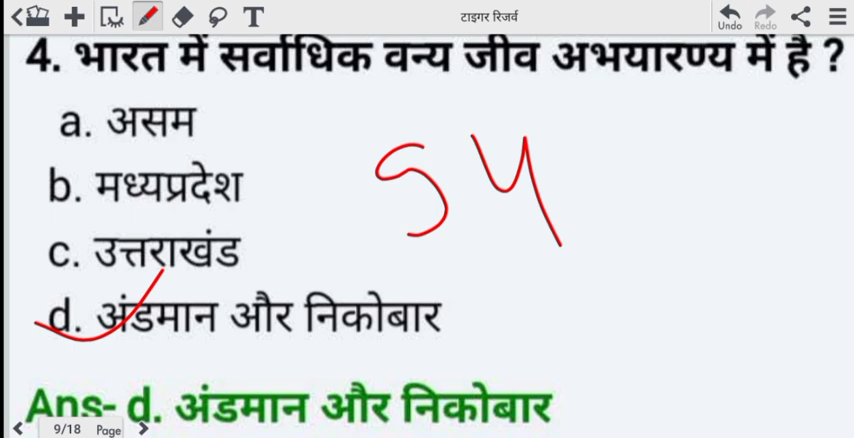 टाइगर रिजर्व
T
Undo
Redo
4. भारत में सर्वाधिक वन्य जीव अभयारण्य में है ?
a. असम
b. मध्यप्रदेश
c. उत्तराखंड
d. अंडमान और निकोबार
Ans- d. अंडमान और निकोबार
9/18 Page